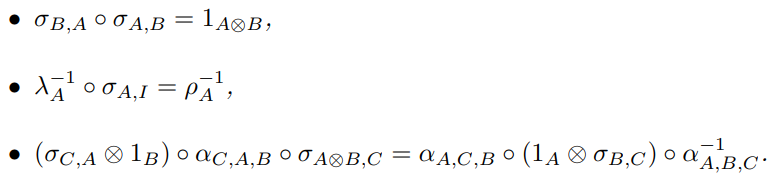 • σ_{B,A} ∘ σ_{A,B} = 1_{A⊗B},
• λ_A^{-1} ∘ σ_{A,I} = ρ_A^{-1},
• (σ_{C,A} ⊗ 1_B) ∘ α_{C,A,B} ∘ σ_{A⊗B,C} = α_{A,C,B} ∘ (1_A ⊗ σ_{B,C}) ∘ α_{A,B,C}^{-1}.